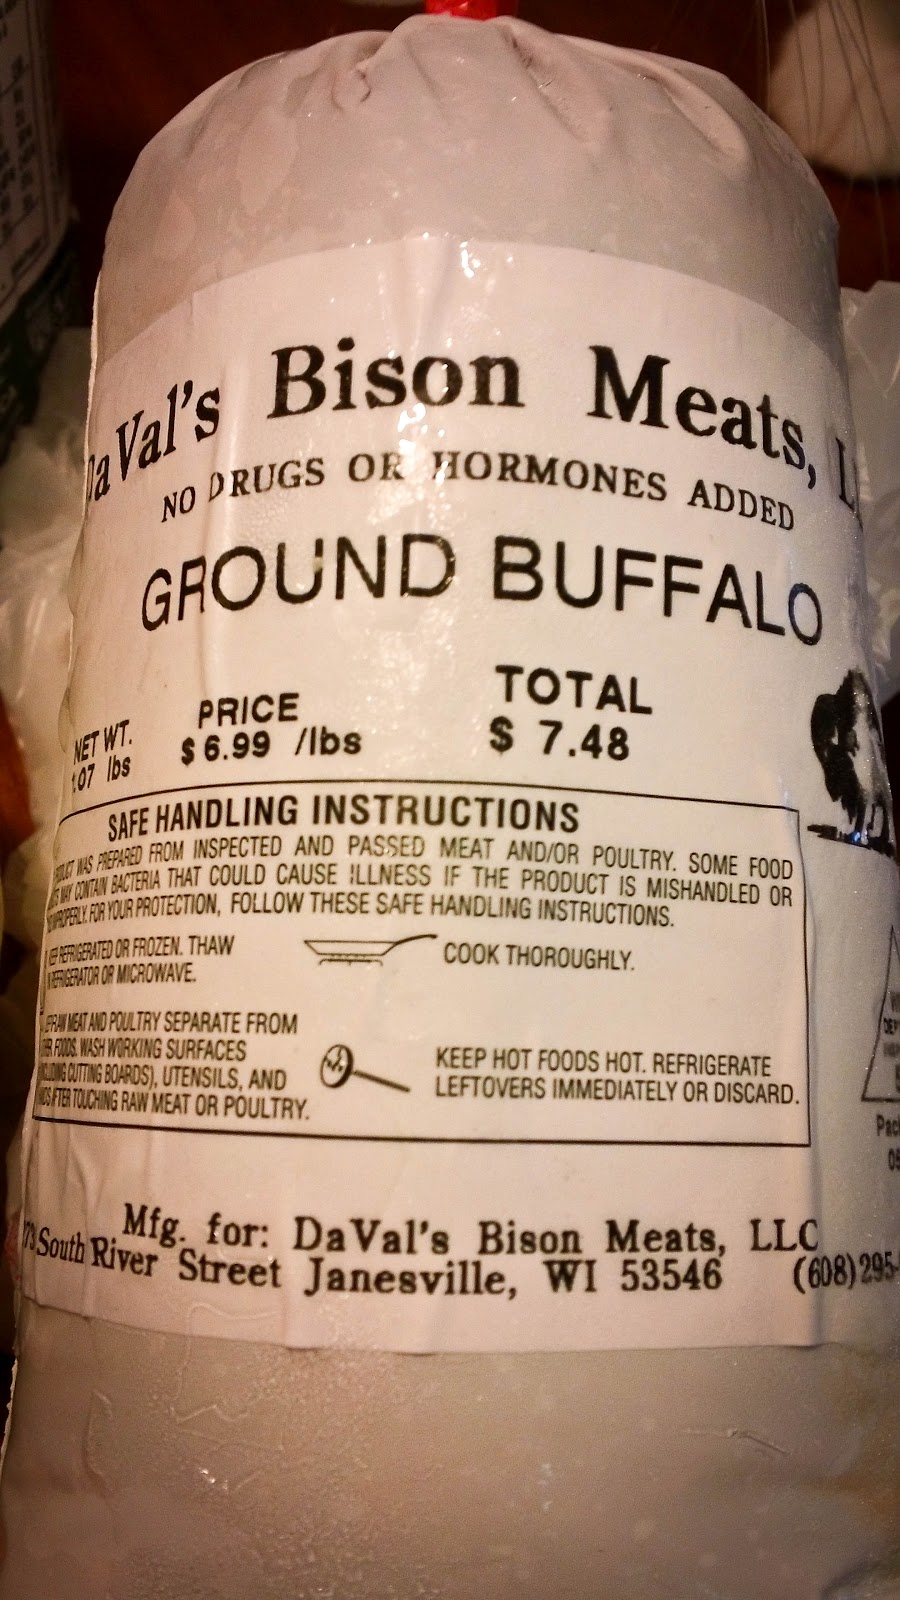 DaVal's Bison Meats, L
NO DRUGS OR HORMONES ADDED
GROUND BUFFALO
NET WT. PRICE TOTAL
1.07 lbs $ 6.99 /lbs $ 7.48
SAFE HANDLING INSTRUCTIONS
WAS PREPARED FROM INSPECTED AND PASSED MEAT AND/OR POULTRY. SOME FOOD
MAY CONTAIN BACTERIA THAT COULD CAUSE ILLNESS IF THE PRODUCT IS MISHANDLED OR
FOR YOUR PROTECTION, FOLLOW THESE SAFE HANDLING INSTRUCTIONS.
REFRIGERATED OR FROZEN. THAW
REFRIGERATOR OR MICROWAVE.
COOK THOROUGHLY.
RAW MEAT AND POULTRY SEPARATE FROM
FOODS. WASH WORKING SURFACES
CUTTING BOARDS), UTENSILS, AND
AFTER TOUCHING RAW MEAT OR POULTRY.
KEEP HOT FOODS HOT. REFRIGERATE
LEFTOVERS IMMEDIATELY OR DISCARD.
Mfg. for: DaVal's Bison Meats, LLC
South River Street Janesville, WI 53546 (608) 295-